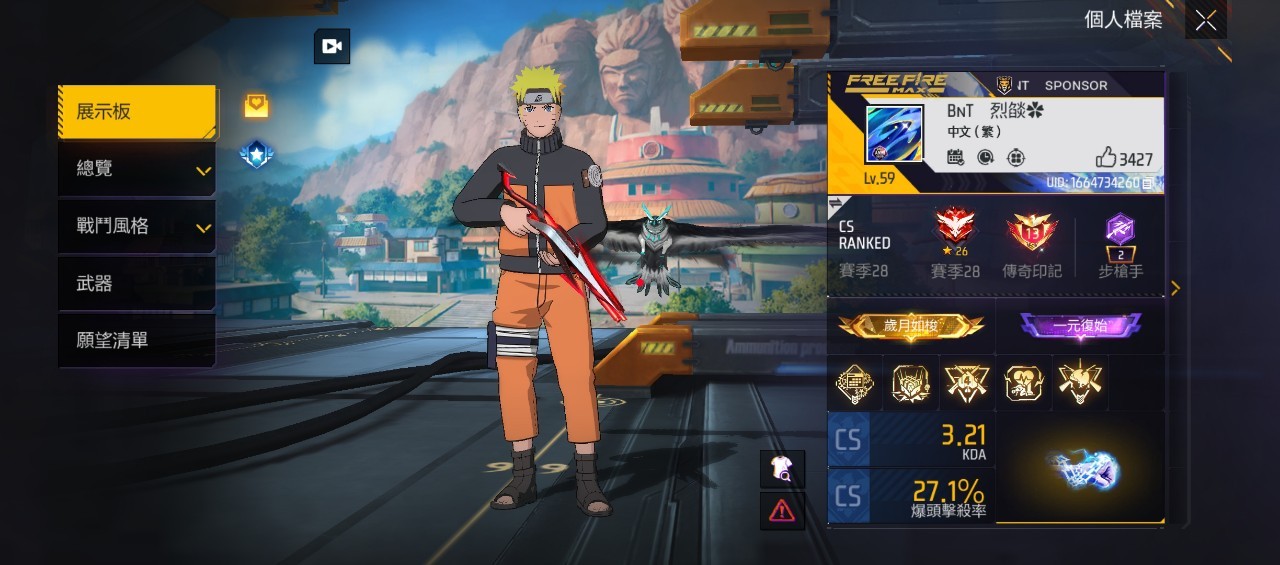 個人檔案
展示板
總覽
戰鬥風格
武器
願望清單
FREE FIRE
MAX
NT SPONSOR
BNT 烈燄✤
中文(繁)
3427
Lv.59
UID:1664734260
CS
RANKED
賽季28
★26
賽季28
13
傳奇印記
2
步槍手
歲月如梭
一元復始
CS
3.21
KDA
CS
27.1%
爆頭擊殺率
99